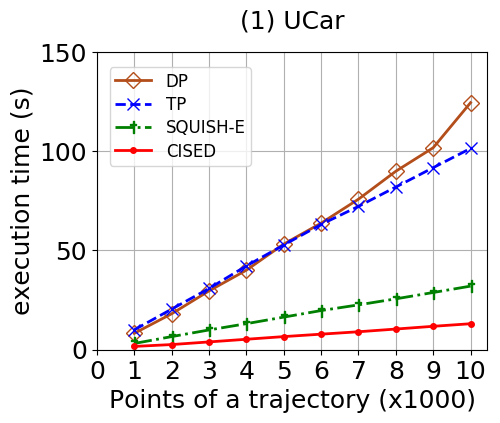 (1) UCar
execution time (s)
150
100
50
0
DP
TP
SQUISH-E
CISED
0 1 2 3 4 5 6 7 8 9 10
Points of a trajectory (x1000)